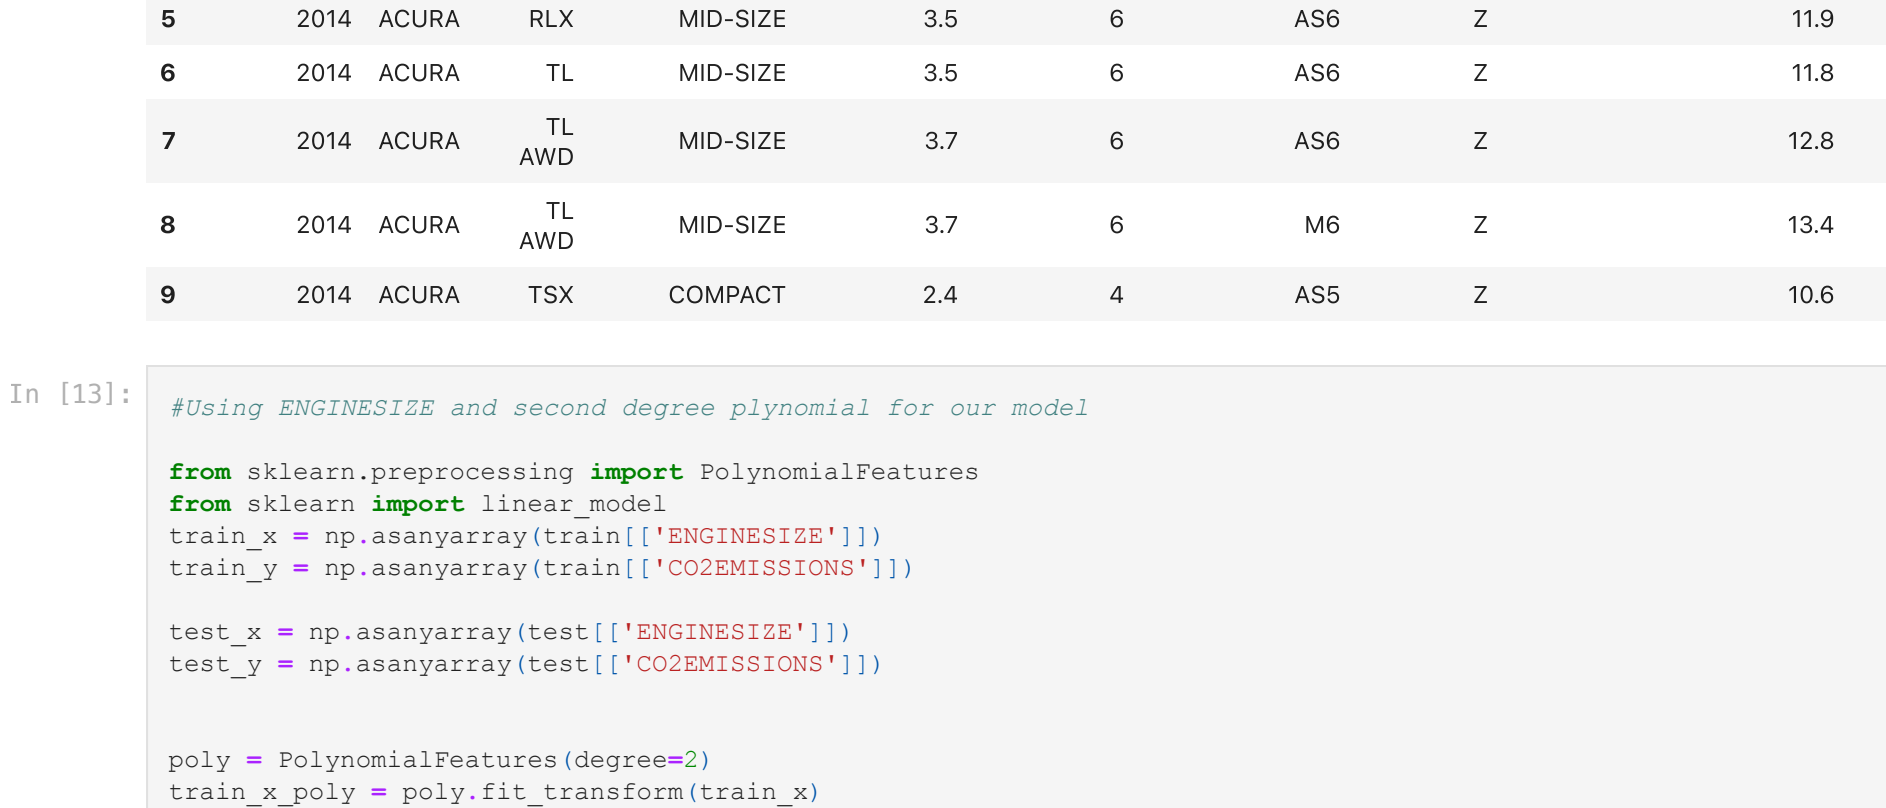 5 2014 ACURA RLX MID-SIZE 3.5 6 AS6 Z 11.9
6 2014 ACURA TL MID-SIZE 3.5 6 AS6 Z 11.8
7 2014 ACURA TL AWD MID-SIZE 3.7 6 AS6 Z 12.8
8 2014 ACURA TL AWD MID-SIZE 3.7 6 M6 Z 13.4
9 2014 ACURA TSX COMPACT 2.4 4 AS5 Z 10.6
In [13]:
#Using ENGINESIZE and second degree plynomial for our model
from sklearn.preprocessing import PolynomialFeatures
from sklearn import linear_model
train_x = np.asanyarray(train[['ENGINESIZE']])
train_y = np.asanyarray(train[['CO2EMISSIONS']])
test_x = np.asanyarray(test[['ENGINESIZE']])
test_y = np.asanyarray(test[['CO2EMISSIONS']])
poly = PolynomialFeatures(degree=2)
train_x_poly = poly.fit_transform(train_x)